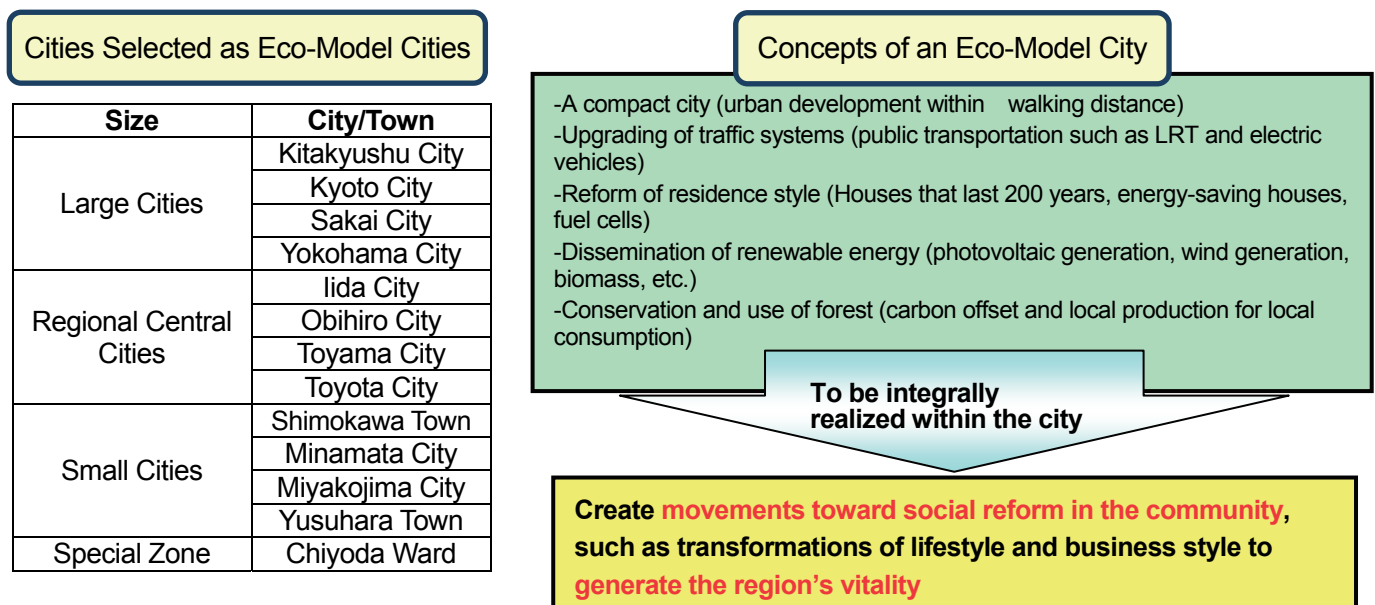 Cities Selected as Eco-Model Cities
Size City/Town
Large Cities
Kitakyushu City
Kyoto City
Sakai City
Yokohama City
Regional Central
Cities
Iida City
Obihiro City
Toyama City
Toyota City
Small Cities
Shimokawa Town
Minamata City
Miyakojima City
Yusuhara Town
Special Zone Chiyoda Ward
Concepts of an Eco-Model City
-A compact city (urban development within walking distance)
-Upgrading of traffic systems (public transportation such as LRT and electric
vehicles)
-Reform of residence style (Houses that last 200 years, energy-saving houses,
fuel cells)
-Dissemination of renewable energy (photovoltaic generation, wind generation,
biomass, etc.)
-Conservation and use of forest (carbon offset and local production for local
consumption)
To be integrally
realized within the city
Create movements toward social reform in the community,
such as transformations of lifestyle and business style to
generate the region's vitality